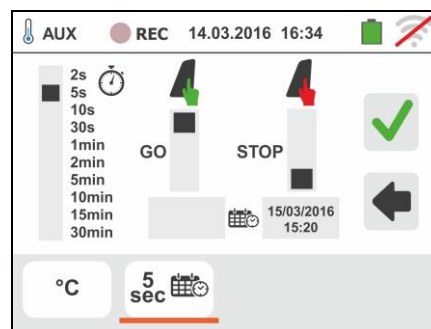 AUX REC 14.03.2016 16:34
2s
5s
10s
30s
1min
2min
5min
10min
15min
30min
GO
STOP
15/03/2016
15:20
°C
5
sec